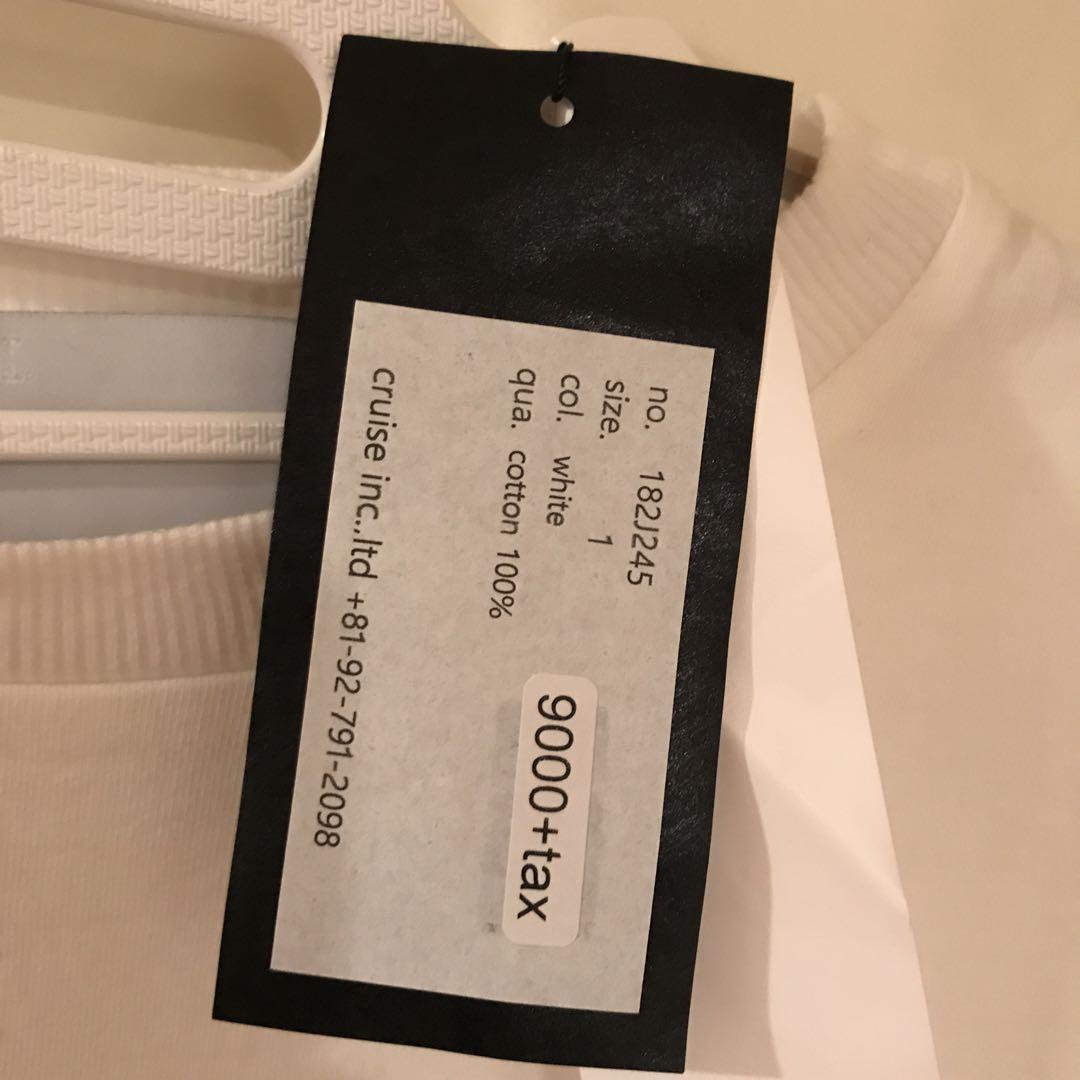 no. 182J245
size. 1
col. white
qua. cotton 100%
9000+tax
cruise inc.,ltd +81-92-791-2098